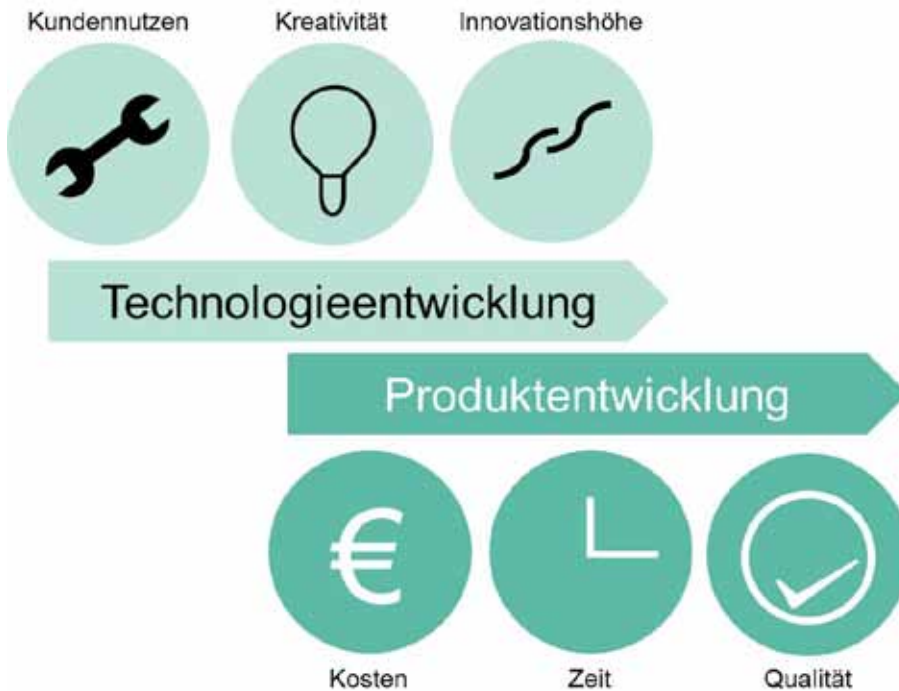 Kundennutzen
Kreativität
Innovationshöhe
Technologieentwicklung
Produktentwicklung
€
Kosten
Zeit
Qualität